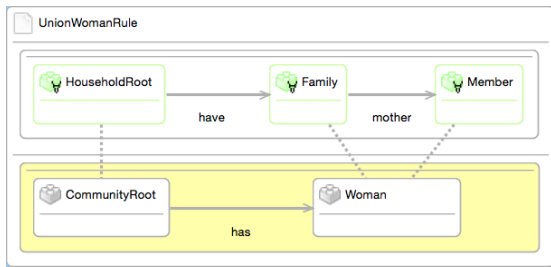 UnionWomanRule
HouseholdRoot
Family
Member
have
mother
CommunityRoot
Woman
has